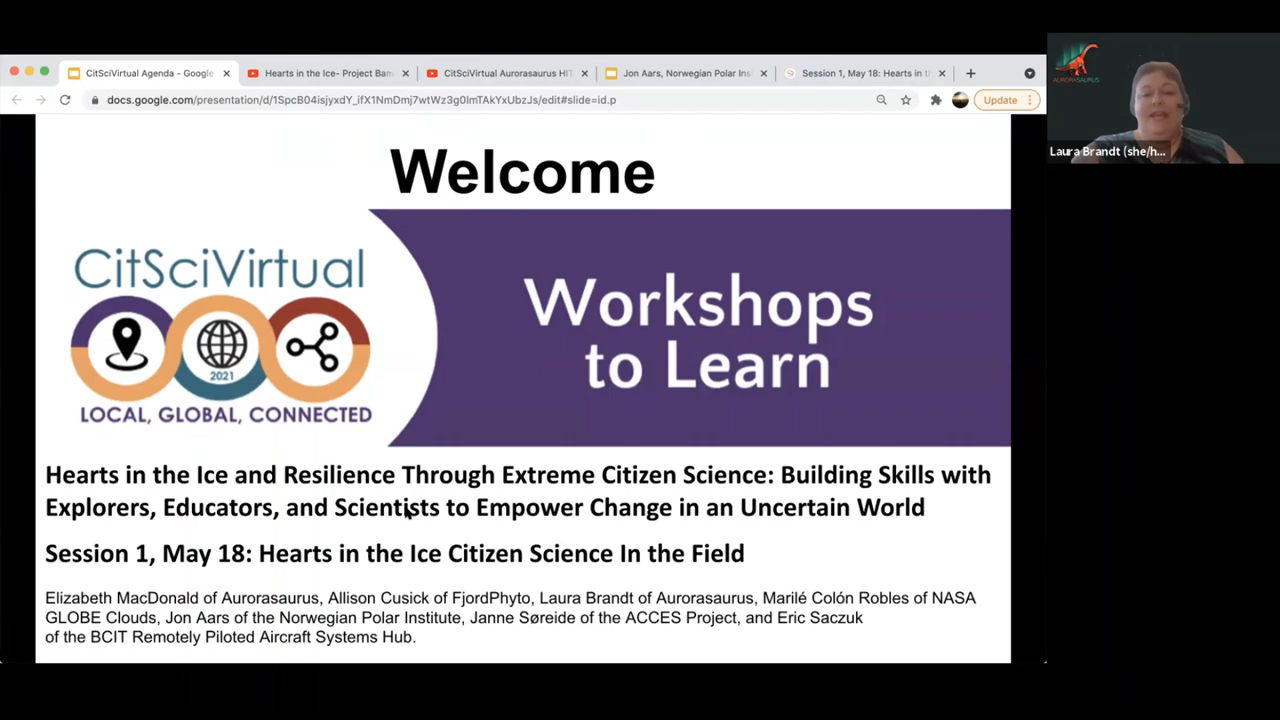 CitSciVirtual Agenda - Google
Hearts in the Ice- Project Bam
CitSciVirtual Aurorasaurus HIT
Jon Aars, Norwegian Polar Ins
Session 1, May 18: Hearts in t
docs.google.com/presentation/d/1SpcB04isjyxdY_ifX1NmDmj7wtWz3g0lmTAkYxUbzJs/edit#slide=id.p
Update
AURORASAURUS
Laura Brandt (she/h...
Welcome
CitSciVirtual
2021
LOCAL, GLOBAL, CONNECTED
Workshops
to Learn
Hearts in the Ice and Resilience Through Extreme Citizen Science: Building Skills with
Explorers, Educators, and Scientists to Empower Change in an Uncertain World
Session 1, May 18: Hearts in the Ice Citizen Science In the Field
Elizabeth MacDonald of Aurorasaurus, Allison Cusick of FjordPhyto, Laura Brandt of Aurorasaurus, Marilé Colón Robles of NASA
GLOBE Clouds, Jon Aars of the Norwegian Polar Institute, Janne Søreide of the ACCES Project, and Eric Saczuk
of the BCIT Remotely Piloted Aircraft Systems Hub.